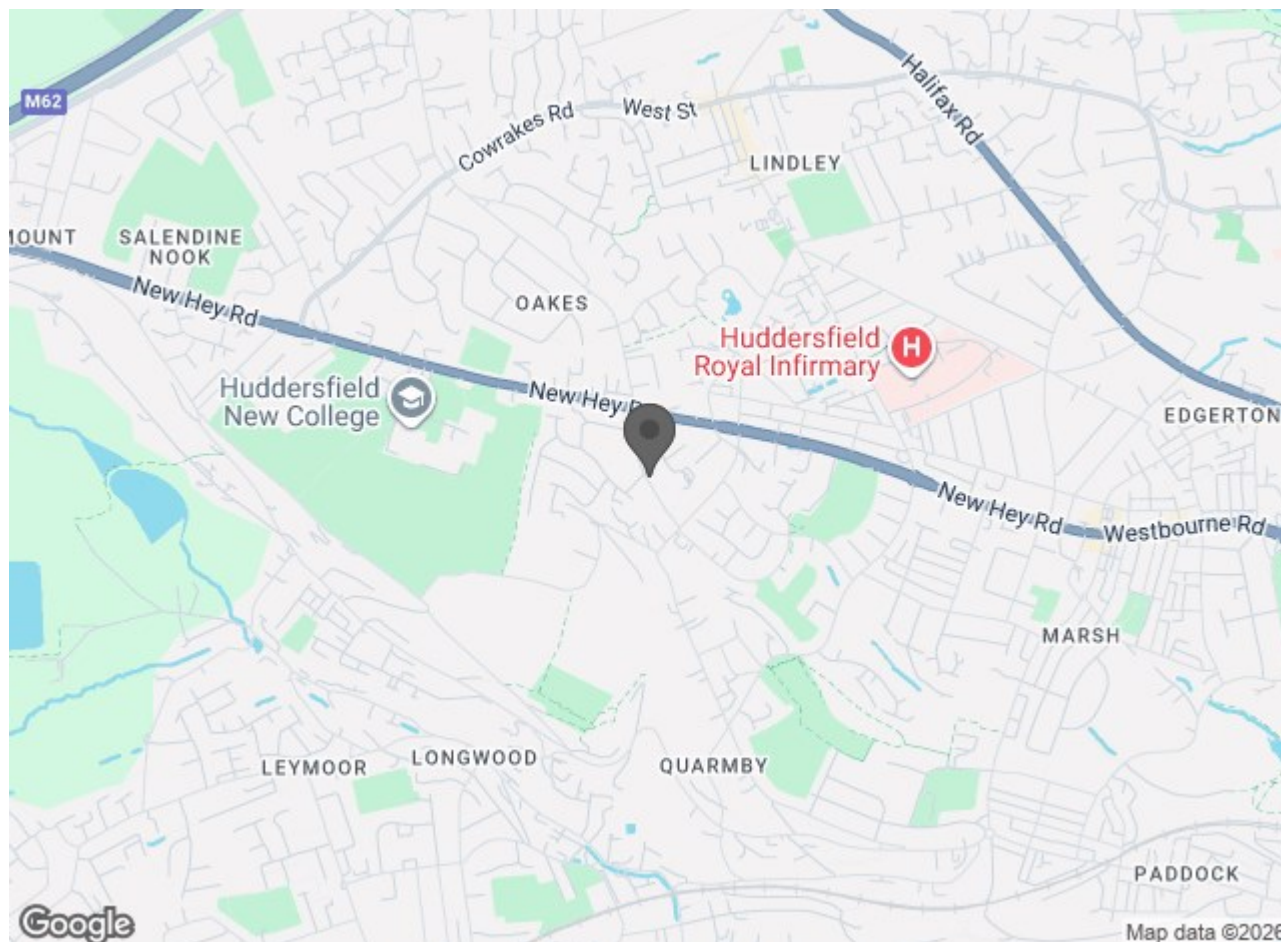 M62
Cowrakes Rd
West St
Halifax Rd
LINDLEY
MOUNT
SALENDINE
NOOK
New Hey Rd
OAKES
Huddersfield
Royal Infirmary
H
Huddersfield
New College
New Hey R
EDGERTON
New Hey Rd
Westbourne Rd
MARSH
LEYMOOR
LONGWOOD
QUARMBY
PADDOCK
Google
Map data ©2026